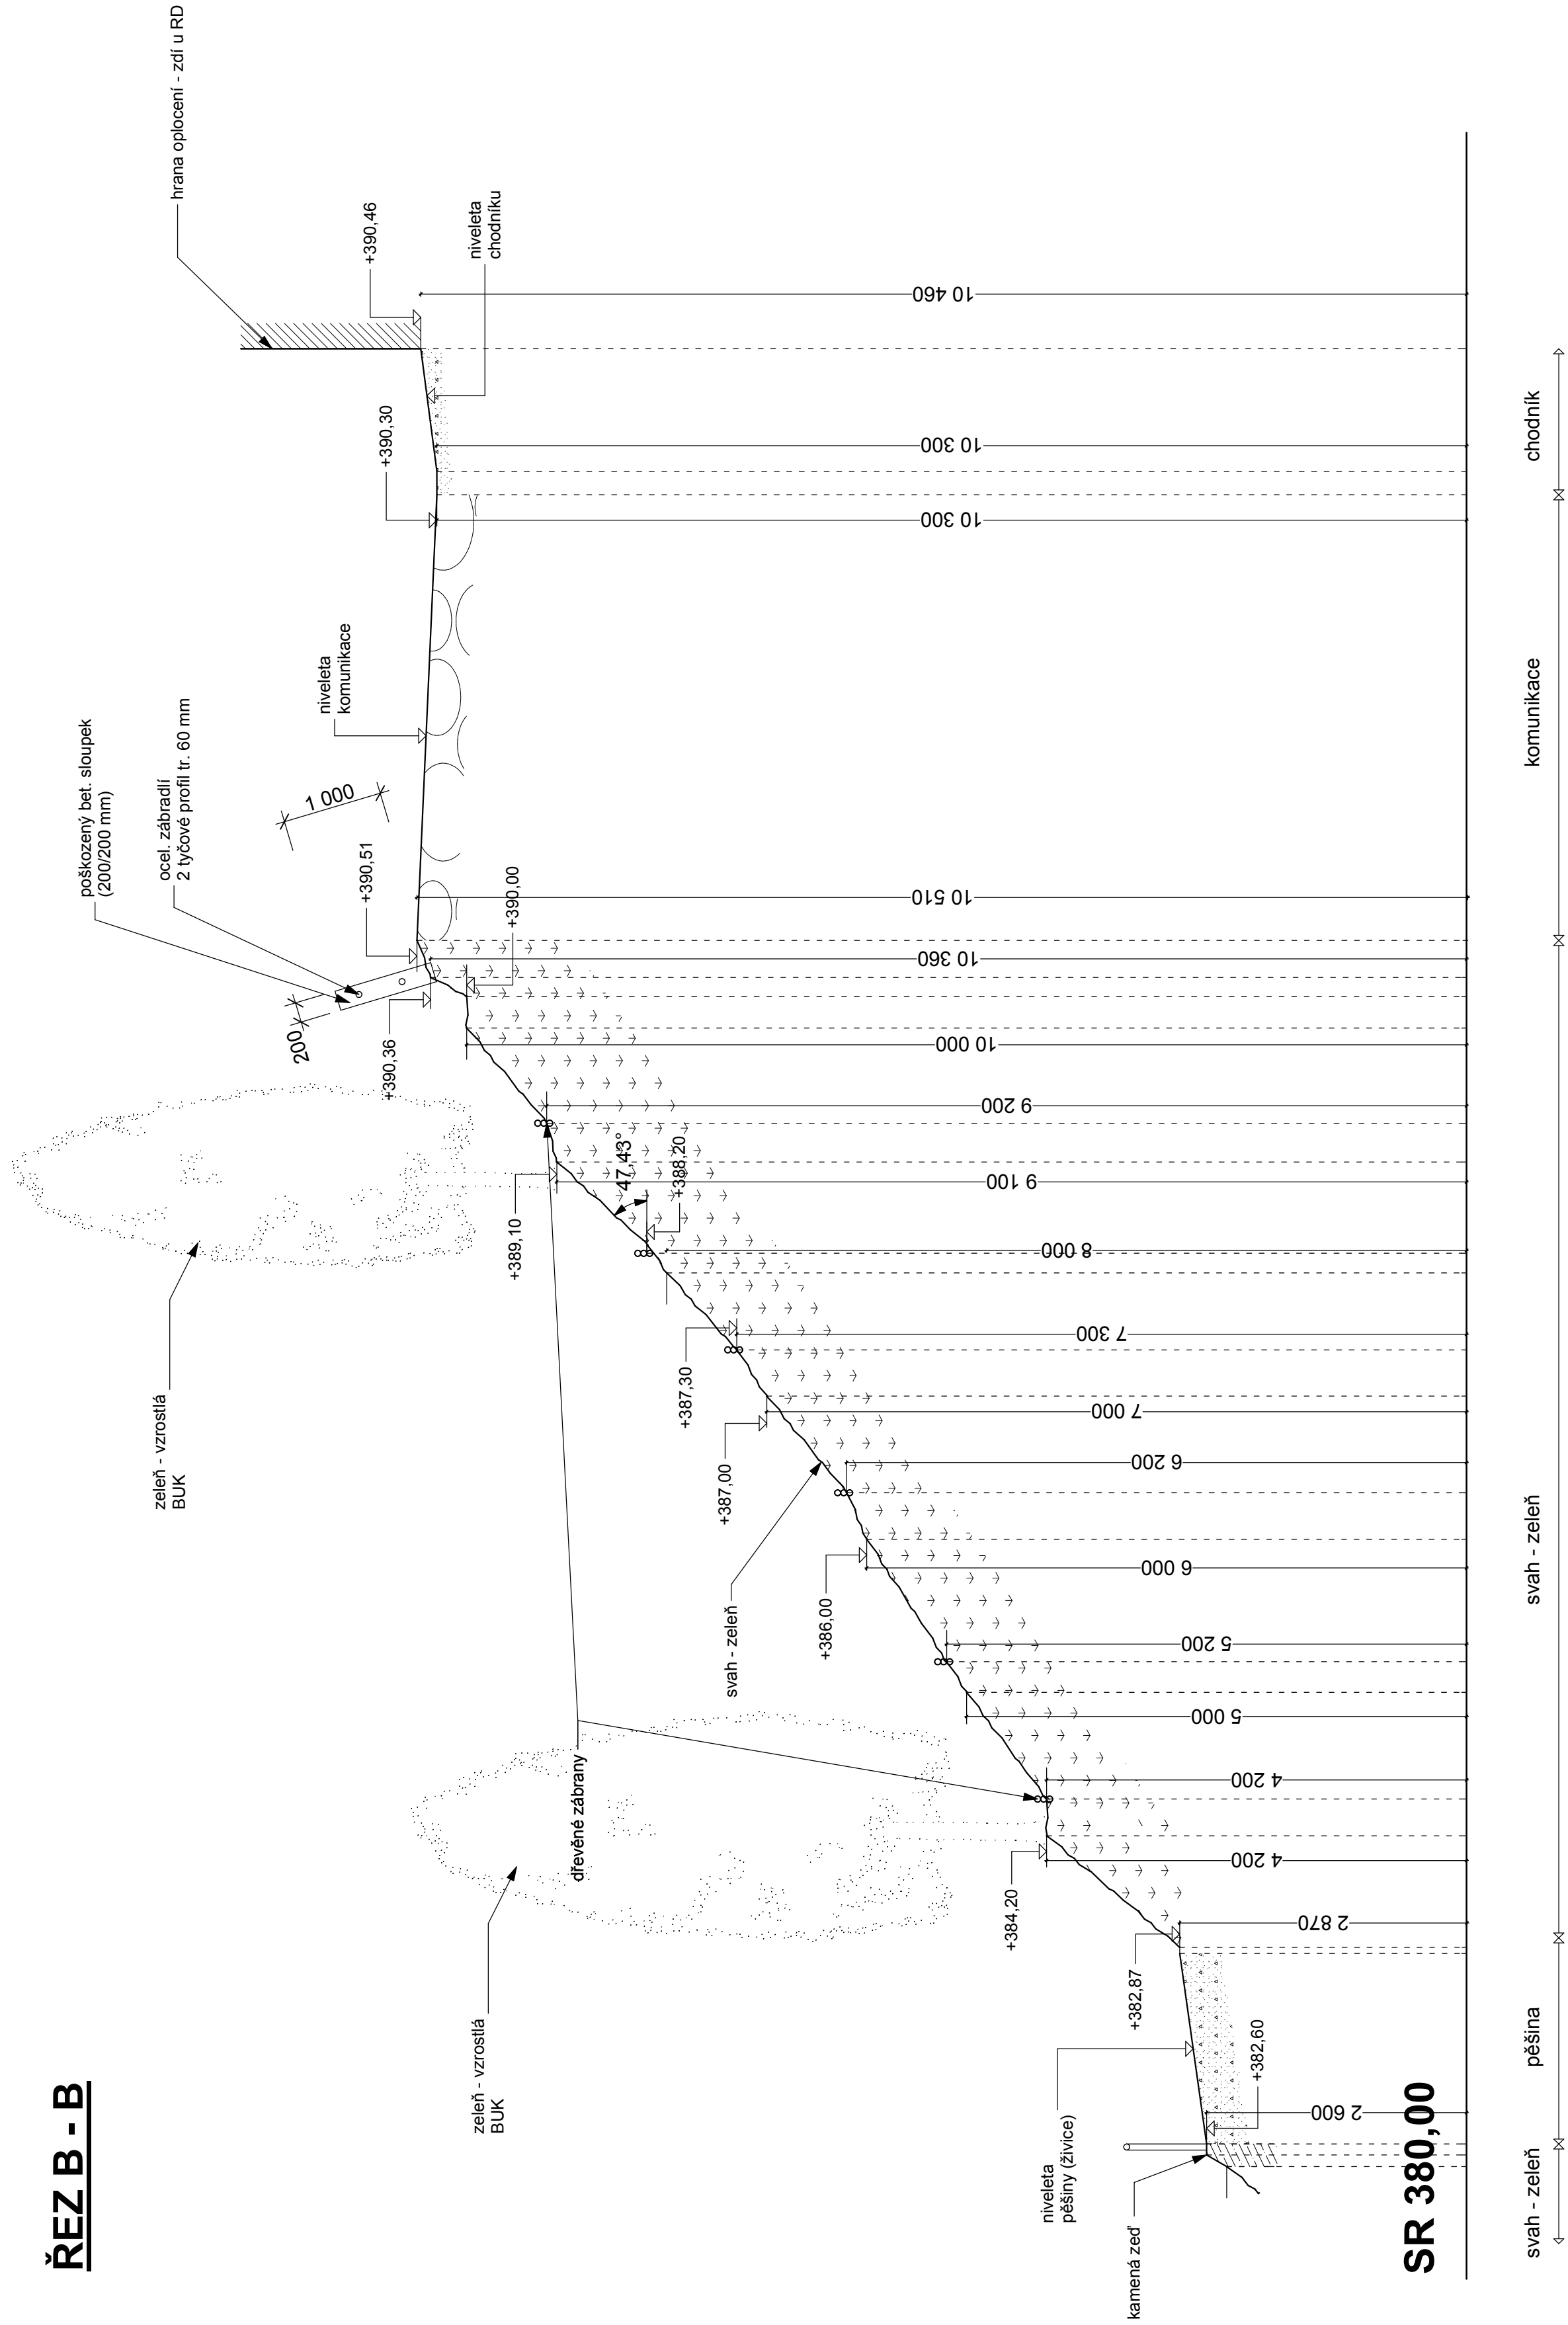 ŘEZ B - B
poškozený bet. sloupek
(200/200 mm)
ocel. zábradlí
2 tyčové profil tr. 60 mm
hrana oplocení - zdí u RD
zeleň - vzrostlá
BUK
200
1 000
niveleta
komunikace
+390,36
+390,51
+390,30
+390,46
niveleta
chodníku
+390,00
zeleň - vzrostlá
BUK
dřevěné zábrany
+389,10
47,43°
+388,20
+387,30
+387,00
svah - zeleň
+386,00
+384,20
niveleta
pěšiny (živice)
+382,87
kamená zeď
+382,60
2 600
2 870
4 200
4 200
5 000
5 200
6 000
6 200
7 000
7 300
8 000
9 100
9 200
10 000
10 360
10 510
10 300
10 300
10 460
SR 380,00
svah - zeleň
pěšina
svah - zeleň
komunikace
chodník